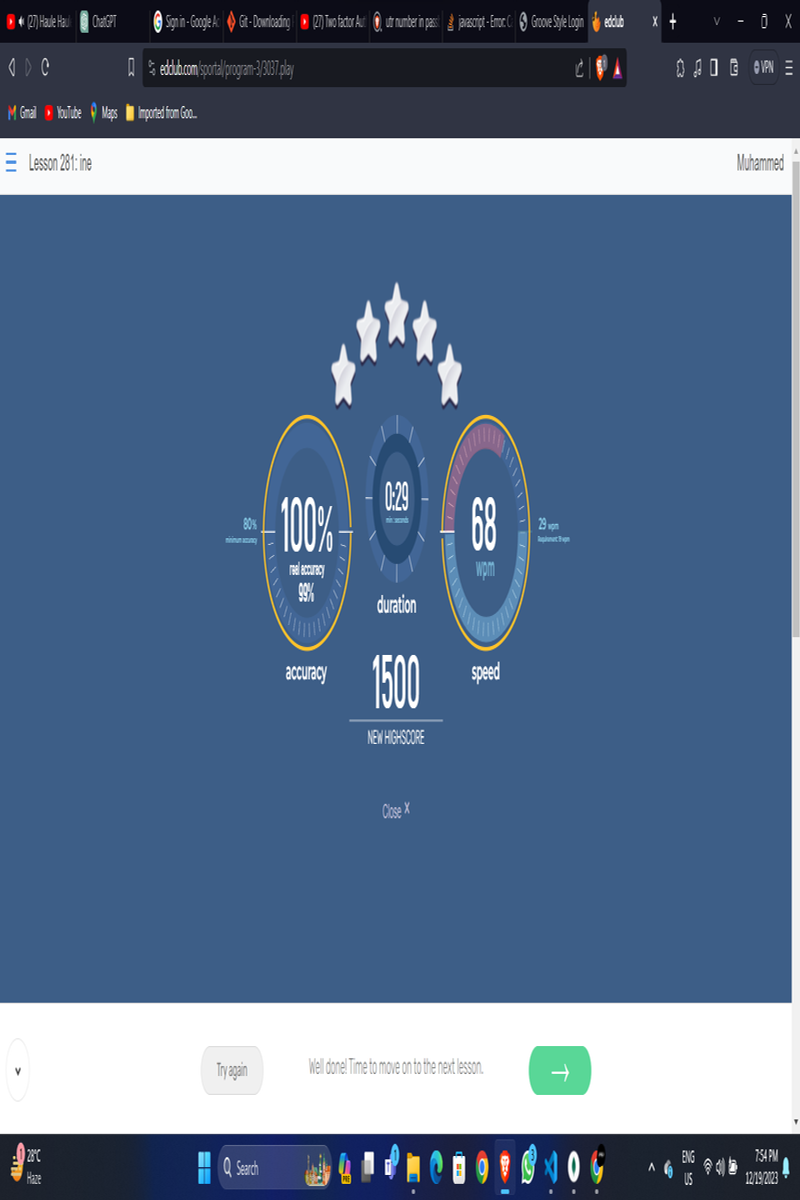 (27) Haule Haul
ChatGPT
Sign in - Google Ac
Git - Downloading
(27) Two factor Aut
utr number in pass
javascript - Error: C
Groove Style Login
edclub
edclub.com/sportal/program-3/3037.play
VPN
Gmail
YouTube
Maps
Imported from Goo...
Lesson 281: ine
Muhammed
100%
real accuracy
99%
80%
minimum accuracy
accuracy
0:29
min : seconds
duration
68
wpm
29 wpm
speed
1500
NEW HIGHSCORE
Close X
Try again
Well done! Time to move on to the next lesson.
28°C
Haze
Search
PRE
ENG
US
7:54 PM
12/19/2023